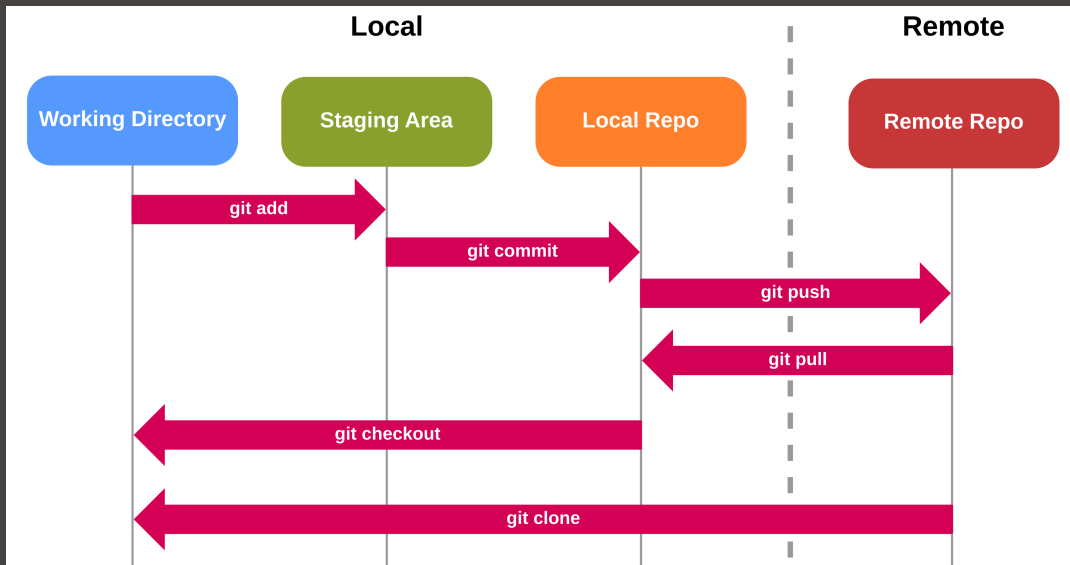 Local
Remote
Working Directory
Staging Area
Local Repo
Remote Repo
git add
git commit
git push
git pull
git checkout
git clone